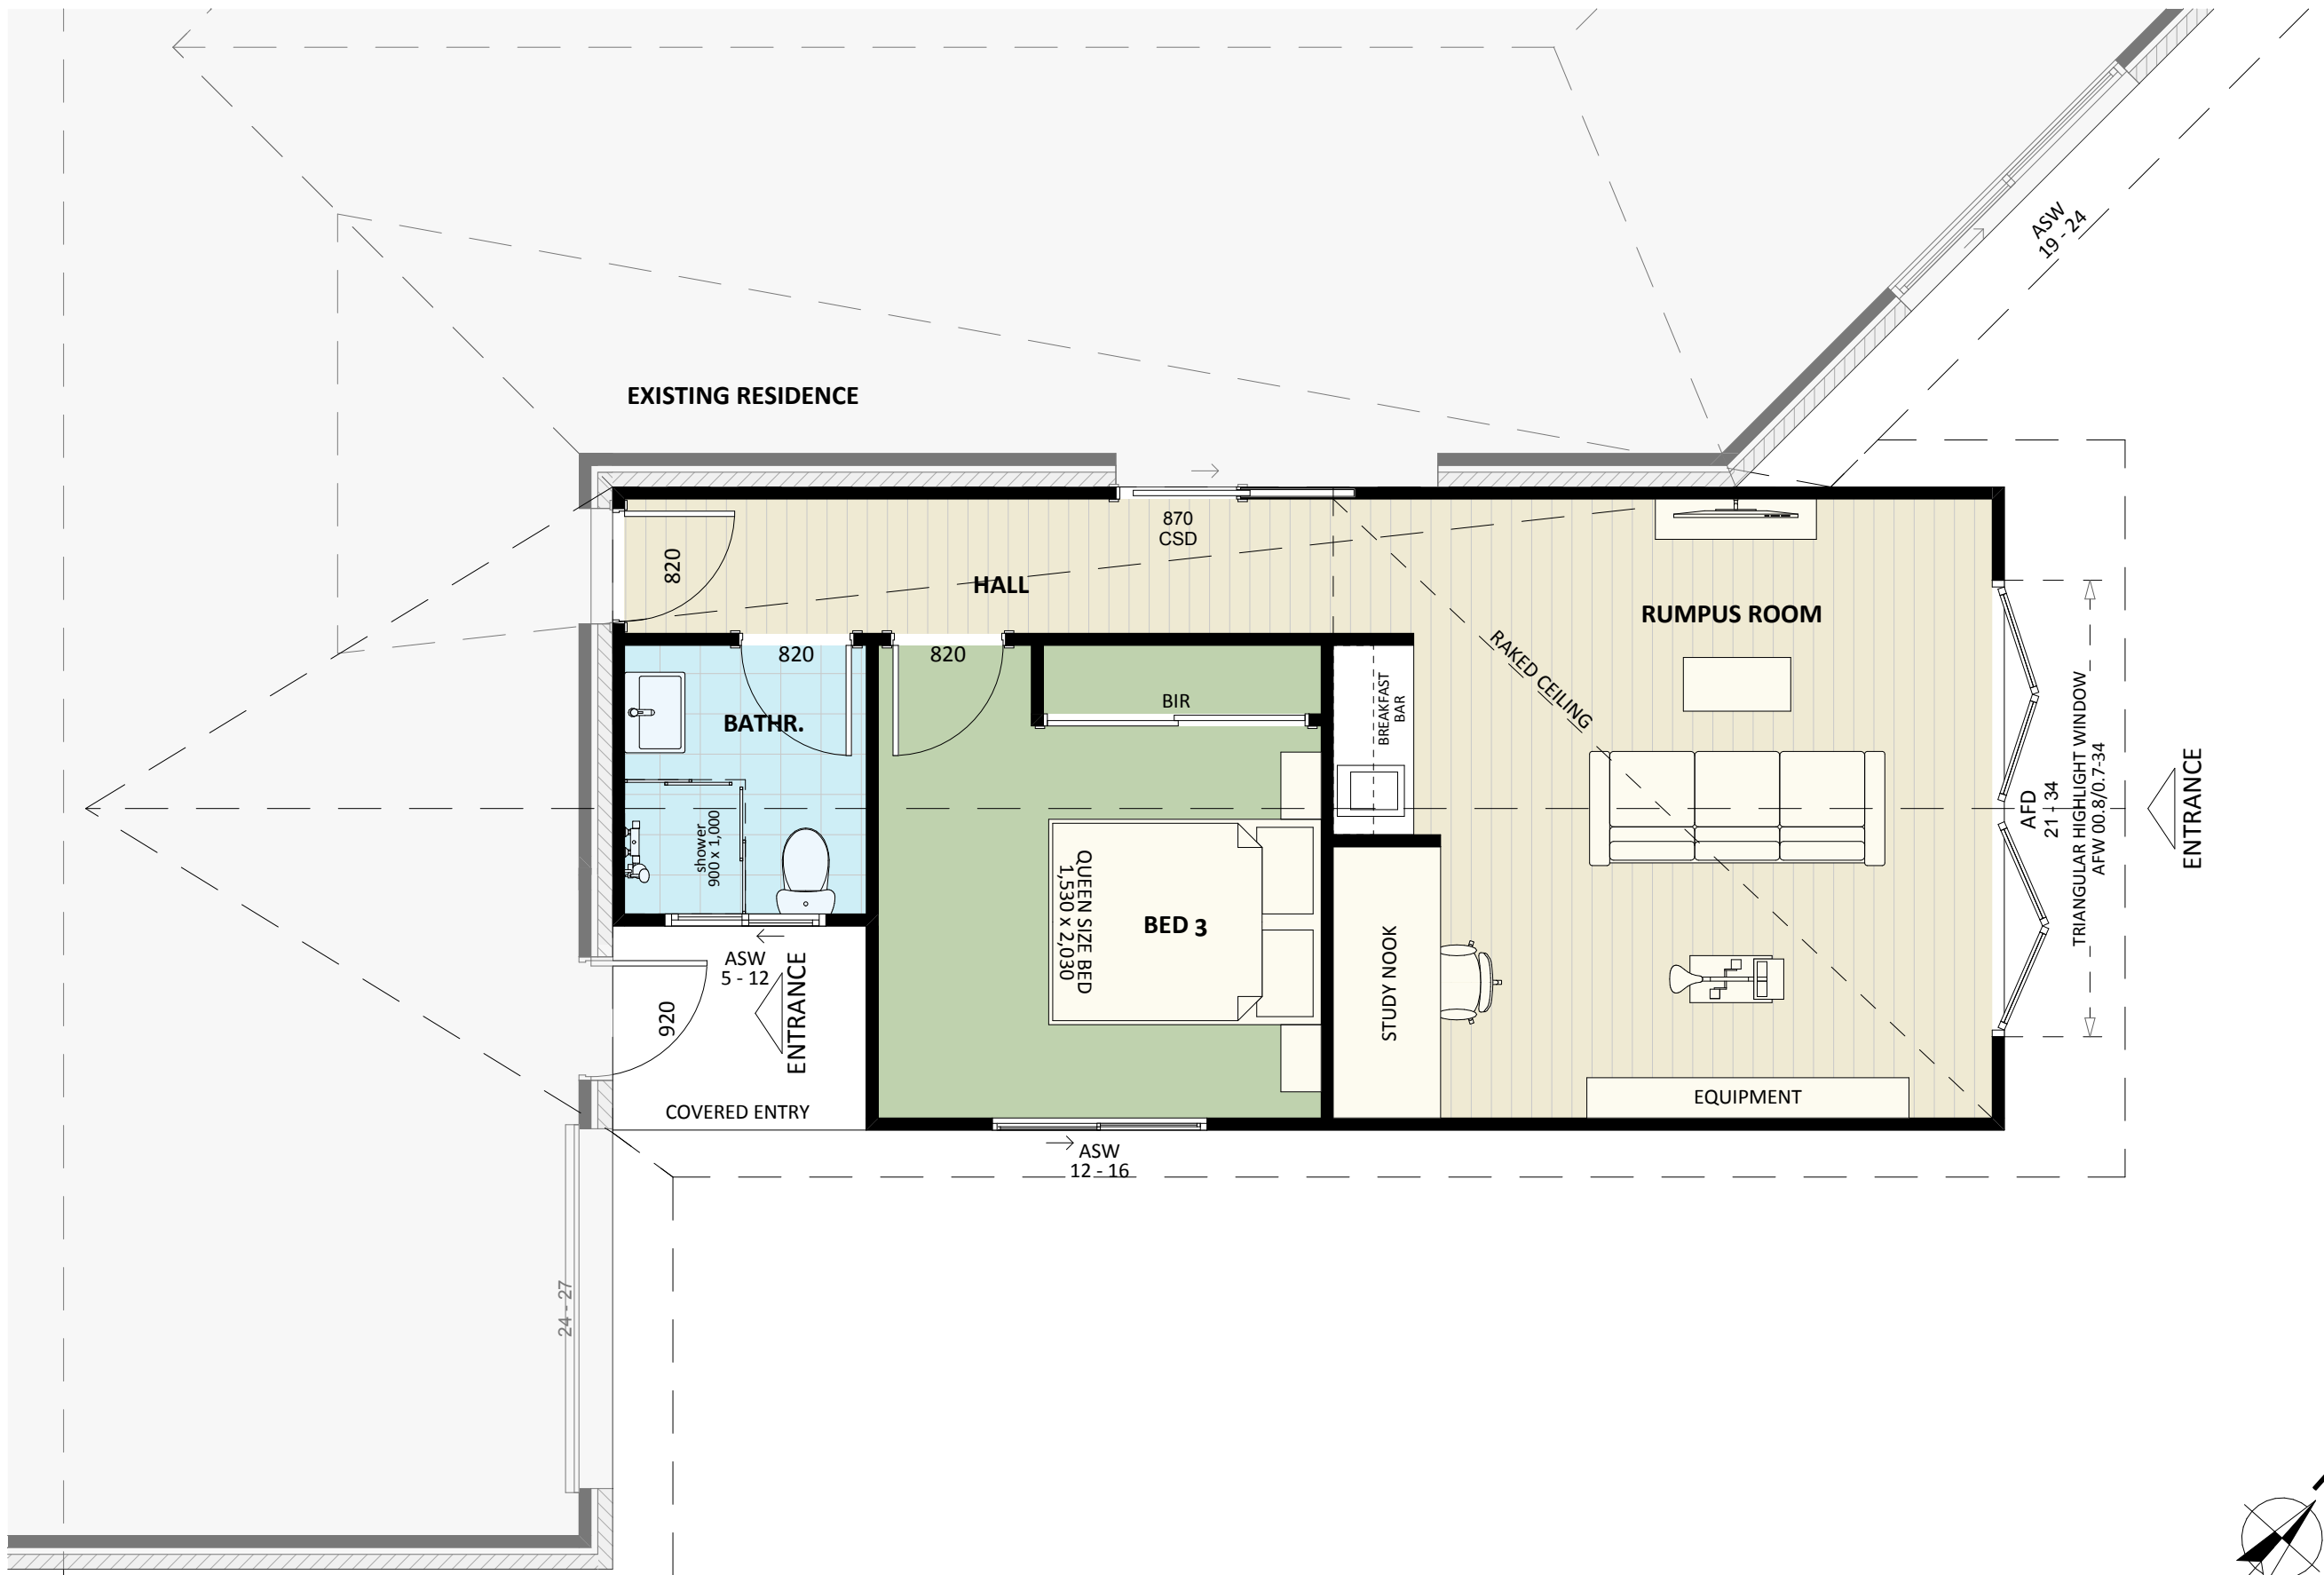 ASW
19 - 24
EXISTING RESIDENCE
870
CSD
820
HALL
RUMPUS ROOM
820
820
RAKED CEILING
BIR
BREAKFAST
BAR
BATHR.
shower
900 x 1,000
QUEEN SIZE BED
1,530 x 2,030
BED 3
STUDY NOOK
AFD
21 - 34
TRIANGULAR HIGHLIGHT WINDOW
AFW 00.8/0.7-34
ENTRANCE
ASW
5 - 12
ENTRANCE
920
COVERED ENTRY
EQUIPMENT
ASW
12 - 16
24 - 27